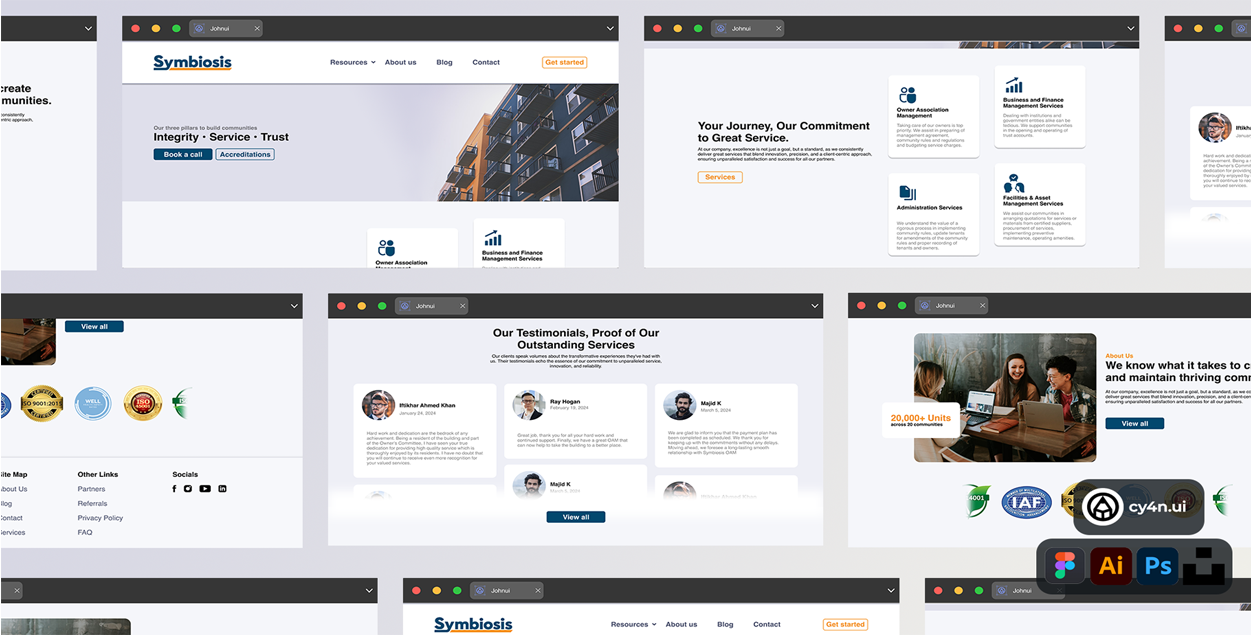 create
munities.
onsistently
entric approach,
Johnui
Symbiosis
Resources
About us
Blog
Contact
Get started
Our three pillars to build communities
Integrity · Service · Trust
Book a call
Accreditations
Owner Association
Management
Business and Finance
Management Services
Johnui
Your Journey, Our Commitment
to Great Service.
At our company, excellence is not just a goal, but a standard, as we consistently
deliver great services that blend innovation, precision, and a client-centric approach,
ensuring unparalleled satisfaction and success for all our partners.
Services
Owner Association
Management
Taking care of our owners is top
priority. We assist in preparing of
management agreement,
community rules and regulations
and budgeting service charges.
Business and Finance
Management Services
Dealing with institutions and
government entities alike can be
tedious. We support communities
in the opening and operating of
trust accounts.
Administration Services
We understand the value of a
rigorous process in implementing
community rules, update tenants
for amendments of the community
rules and proper recording of
tenants and owners.
Facilities & Asset
Management Services
We assist our communities in
arranging quotations for services or
materials from certified suppliers,
procurement of services,
implementing preventive
maintenance, operating amenities.
Iftikh
January
Hard work and dedica
achievement. Being a r
of the Owner's Commi
dedication for providing
thoroughly enjoyed by i
you will continue to rece
your valued services.
View all
ISO 9001:2015
CERTIFIED
WELL
ISO
45001
ite Map
bout Us
log
ontact
ervices
Other Links
Partners
Referrals
Privacy Policy
FAQ
Socials
Johnui
Our Testimonials, Proof of Our
Outstanding Services
Our clients speak volumes about the transformative experiences they've had with
us. Their testimonials echo the essence of our commitment to unparalleled service,
innovation, and reliability.
Iftikhar Ahmed Khan
January 24, 2024
Hard work and dedication are the bedrock of any
achievement. Being a resident of the building and part
of the Owner's Committee, I have seen your true
dedication for providing high quality service which is
thoroughly enjoyed by its residents. I have no doubt that
you will continue to receive even more recognition for
your valued services.
Ray Hogan
February 19, 2024
Great job, thank you for all your hard work and
continued support. Firstly, we have a great OAM that
can now help to take the building to a better place.
Majid K
March 5, 2024
We are glad to inform you that the payment plan has
been completed as scheduled. We thank you for
keeping up with the commitments without any delays.
Moving ahead, we foresee a long-lasting smooth
relationship with Symbiosis OAM
Majid K
March 5, 2024
Iftikhar Ahmed Khan
View all
Johnui
20,000+ Units
across 20 communities
About Us
We know what it takes to c
and maintain thriving comm
At our company, excellence is not just a goal, but a standard, as we con
deliver great services that blend innovation, precision, and a client-cen
ensuring unparalleled satisfaction and success for all our partners.
View all
4001
IAF
ISO
cy4n.ui
Ai
Ps
Johnui
Symbiosis
Resources
About us
Blog
Contact
Get started
Johnui